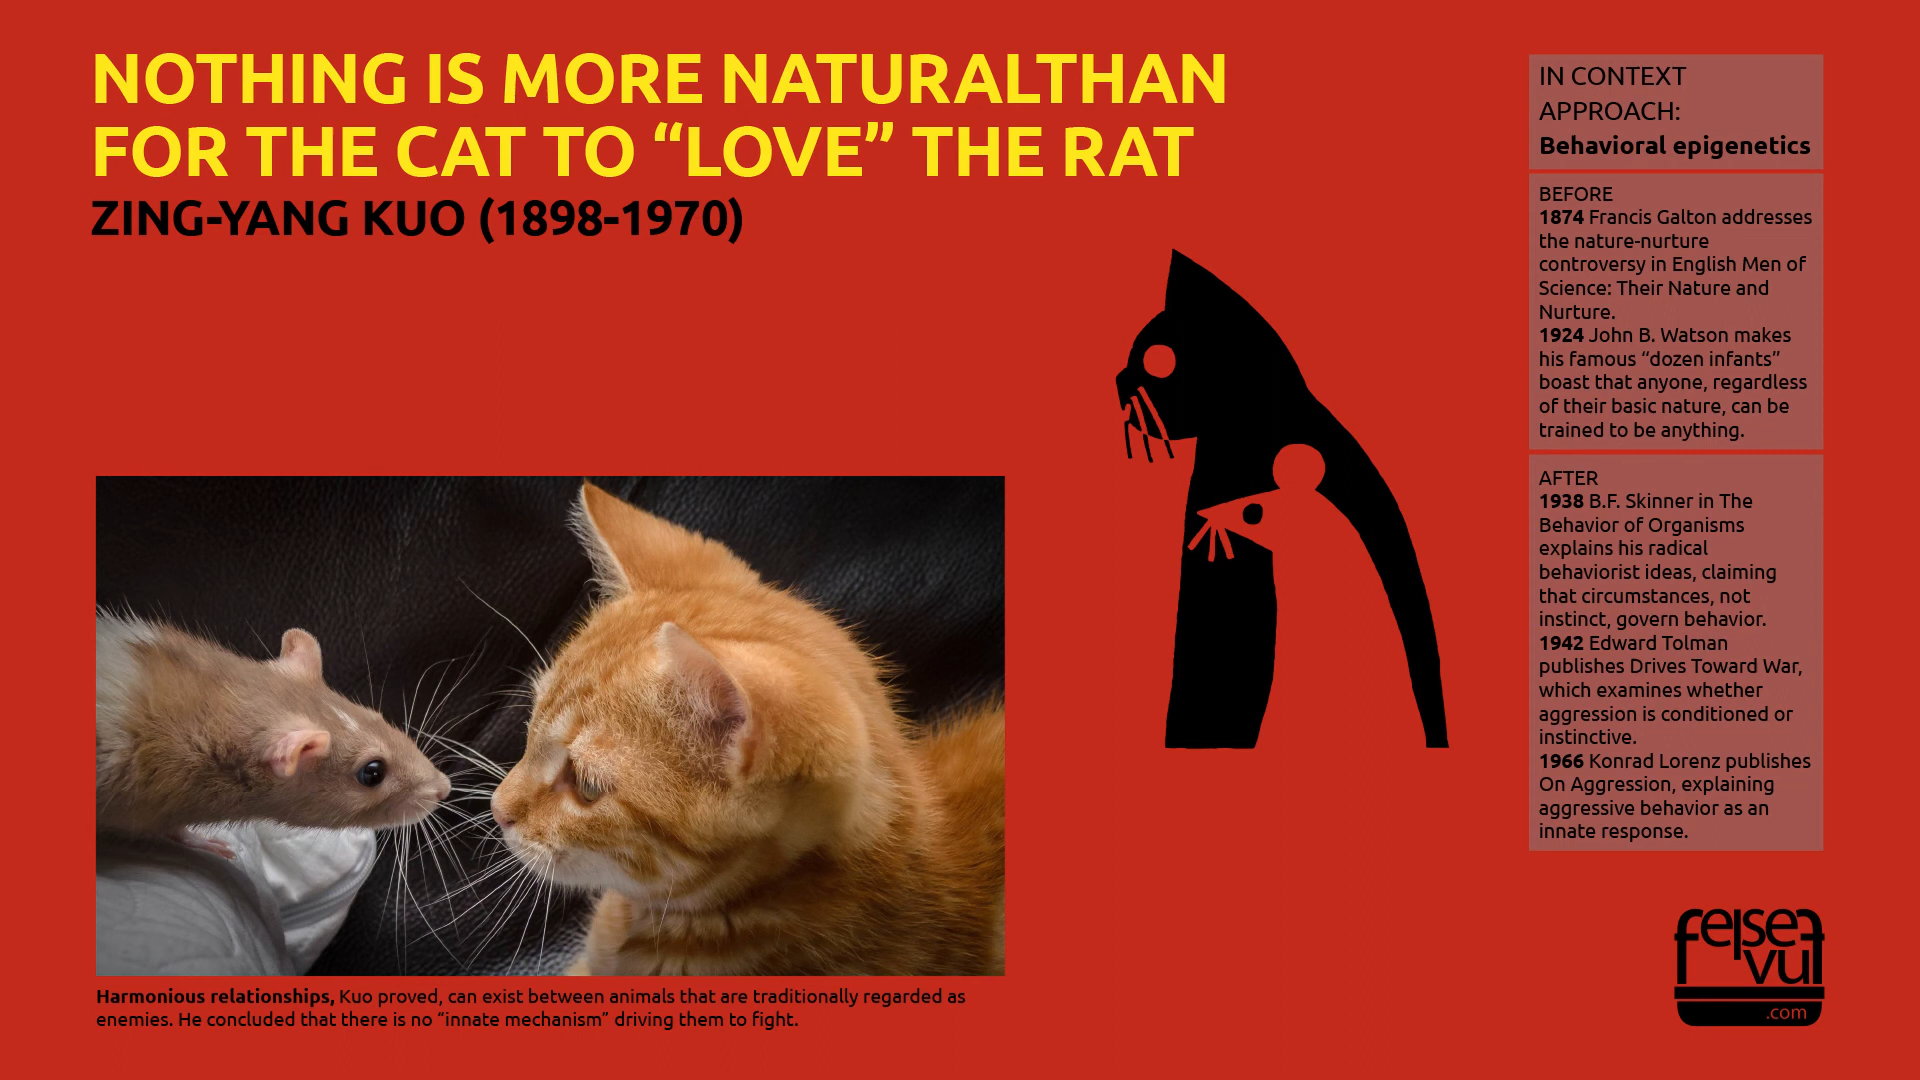 NOTHING IS MORE NATURALTHAN
FOR THE CAT TO “LOVE” THE RAT
ZING-YANG KUO (1898-1970)
IN CONTEXT
APPROACH:
Behavioral epigenetics
BEFORE
1874 Francis Galton addresses
the nature-nurture
controversy in English Men of
Science: Their Nature and
Nurture.
1924 John B. Watson makes
his famous “dozen infants”
boast that anyone, regardless
of their basic nature, can be
trained to be anything.
AFTER
1938 B.F. Skinner in The
Behavior of Organisms
explains his radical
behaviorist ideas, claiming
that circumstances, not
instinct, govern behavior.
1942 Edward Tolman
publishes Drives Toward War,
which examines whether
aggression is conditioned or
instinctive.
1966 Konrad Lorenz publishes
On Aggression, explaining
aggressive behavior as an
innate response.
Harmonious relationships, Kuo proved, can exist between animals that are traditionally regarded as
enemies. He concluded that there is no “innate mechanism” driving them to fight.
felsef
vul
.com